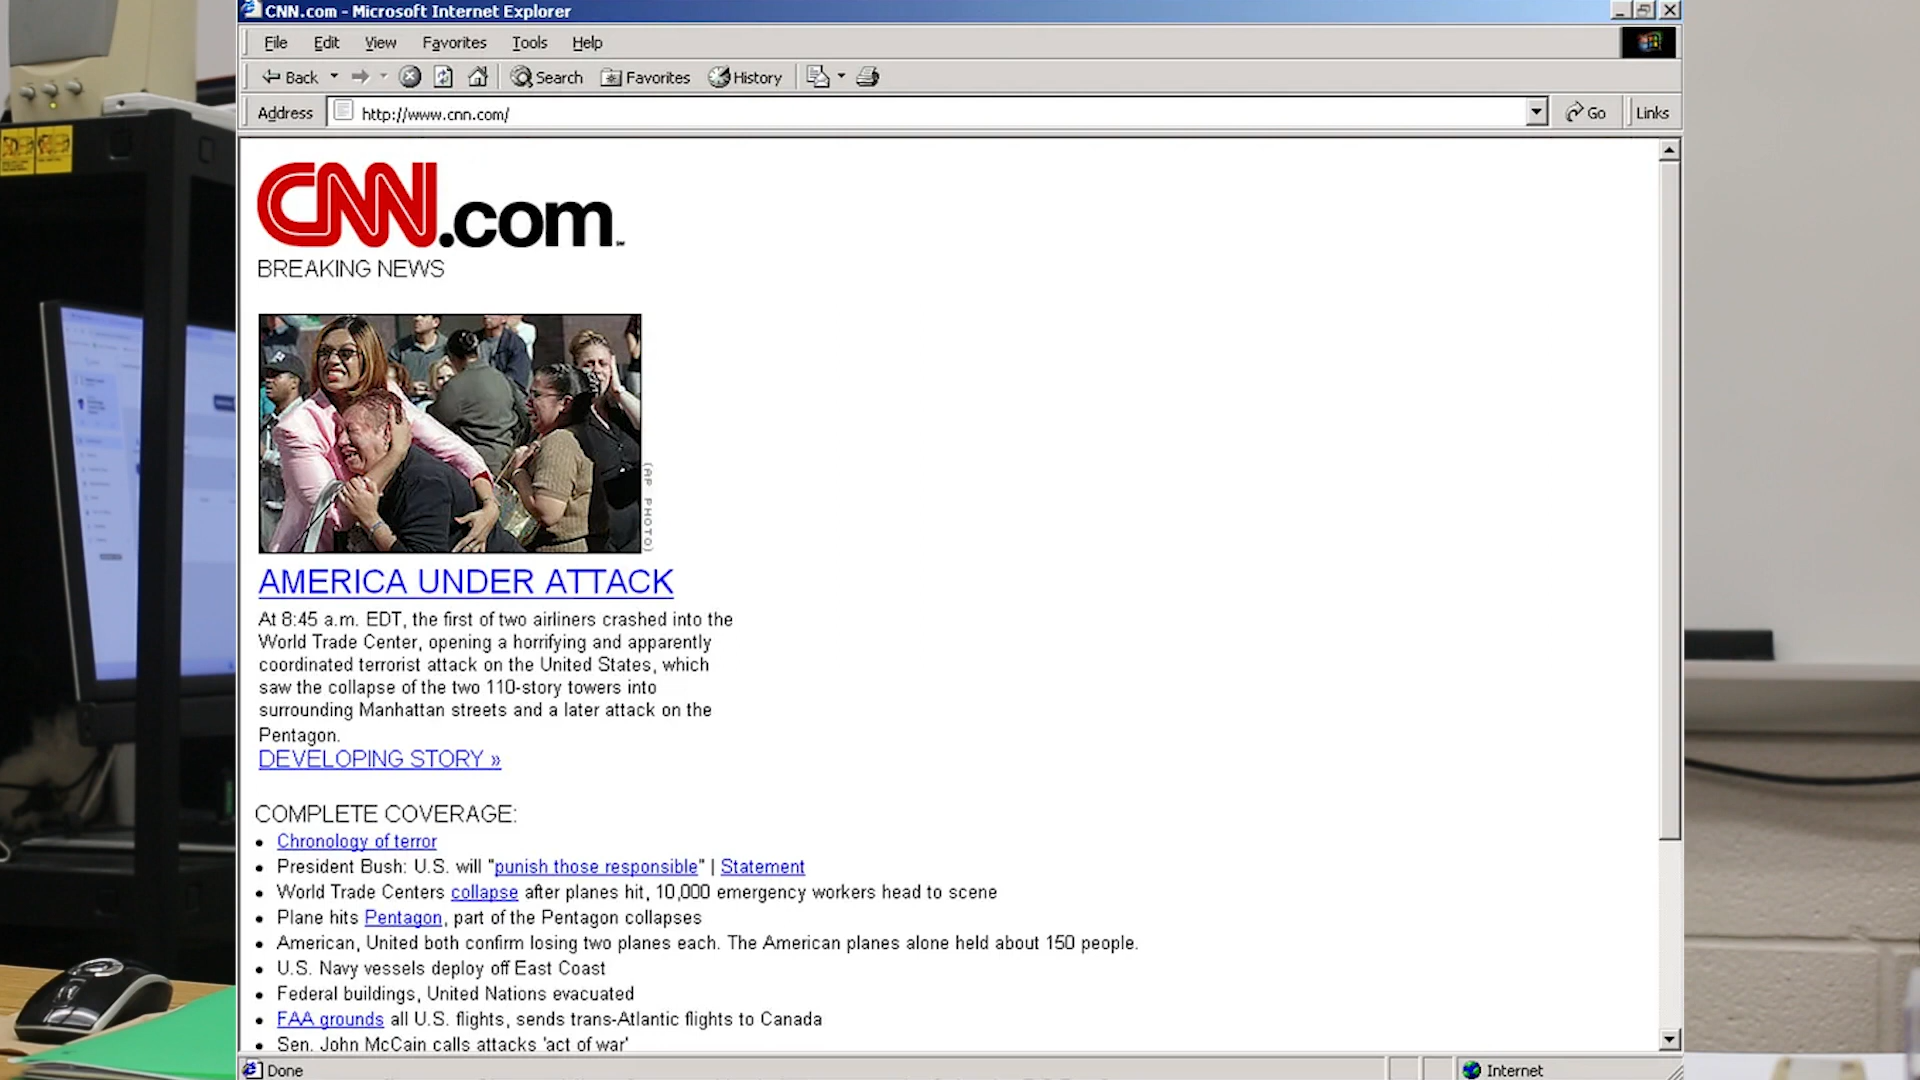 CNN.com - Microsoft Internet Explorer
File Edit View Favorites Tools Help
Back Search Favorites History
Address http://www.cnn.com/ Go Links
CNN.com
BREAKING NEWS
(AP PHOTO)
AMERICA UNDER ATTACK
At 8:45 a.m. EDT, the first of two airliners crashed into the
World Trade Center, opening a horrifying and apparently
coordinated terrorist attack on the United States, which
saw the collapse of the two 110-story towers into
surrounding Manhattan streets and a later attack on the
Pentagon.
DEVELOPING STORY »
COMPLETE COVERAGE:
• Chronology of terror
• President Bush: U.S. will "punish those responsible" | Statement
• World Trade Centers collapse after planes hit, 10,000 emergency workers head to scene
• Plane hits Pentagon, part of the Pentagon collapses
• American, United both confirm losing two planes each. The American planes alone held about 150 people.
• U.S. Navy vessels deploy off East Coast
• Federal buildings, United Nations evacuated
• FAA grounds all U.S. flights, sends trans-Atlantic flights to Canada
• Sen. John McCain calls attacks 'act of war'
Done Internet